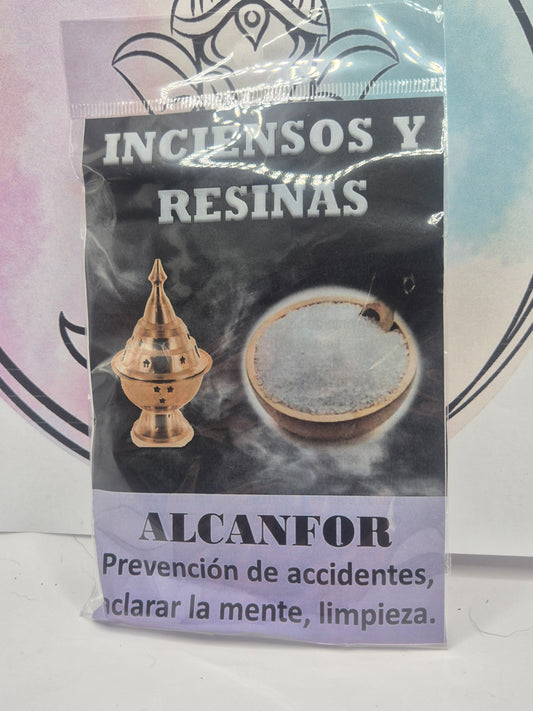 INCIENSOS Y
RESINAS
ALCANFOR
Prevención de accidentes,
aclarar la mente, limpieza.